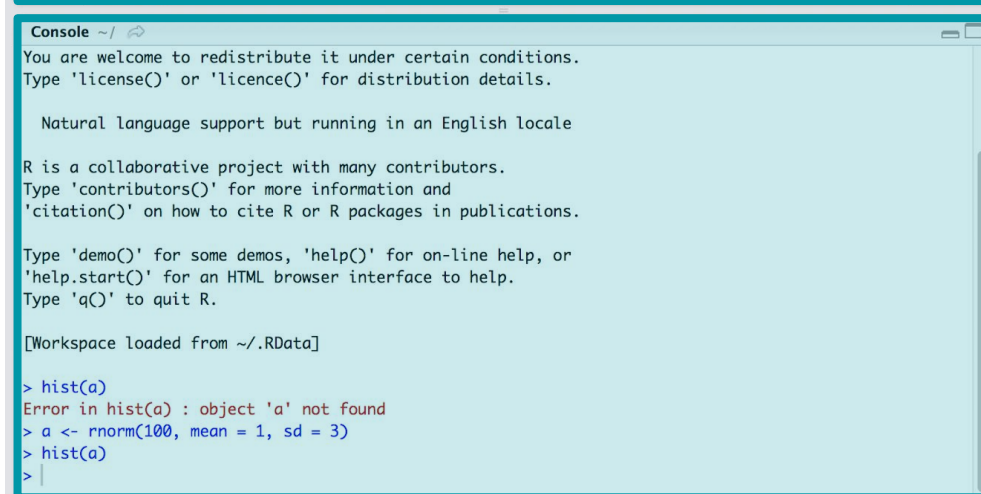 Console ~/
You are welcome to redistribute it under certain conditions.
Type 'license()' or 'licence()' for distribution details.
Natural language support but running in an English locale
R is a collaborative project with many contributors.
Type 'contributors()' for more information and
'citation()' on how to cite R or R packages in publications.
Type 'demo()' for some demos, 'help()' for on-line help, or
'help.start()' for an HTML browser interface to help.
Type 'q()' to quit R.
[Workspace loaded from ~/.RData]
> hist(a)
Error in hist(a) : object 'a' not found
> a <- rnorm(100, mean = 1, sd = 3)
> hist(a)
>